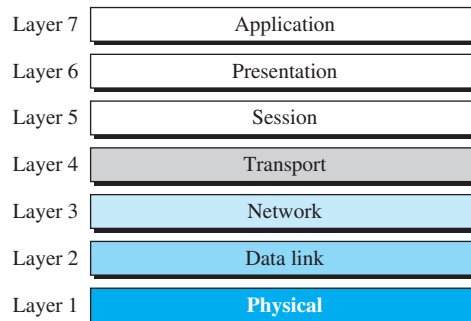 Layer 7 Application
Layer 6 Presentation
Layer 5 Session
Layer 4 Transport
Layer 3 Network
Layer 2 Data link
Layer 1 Physical